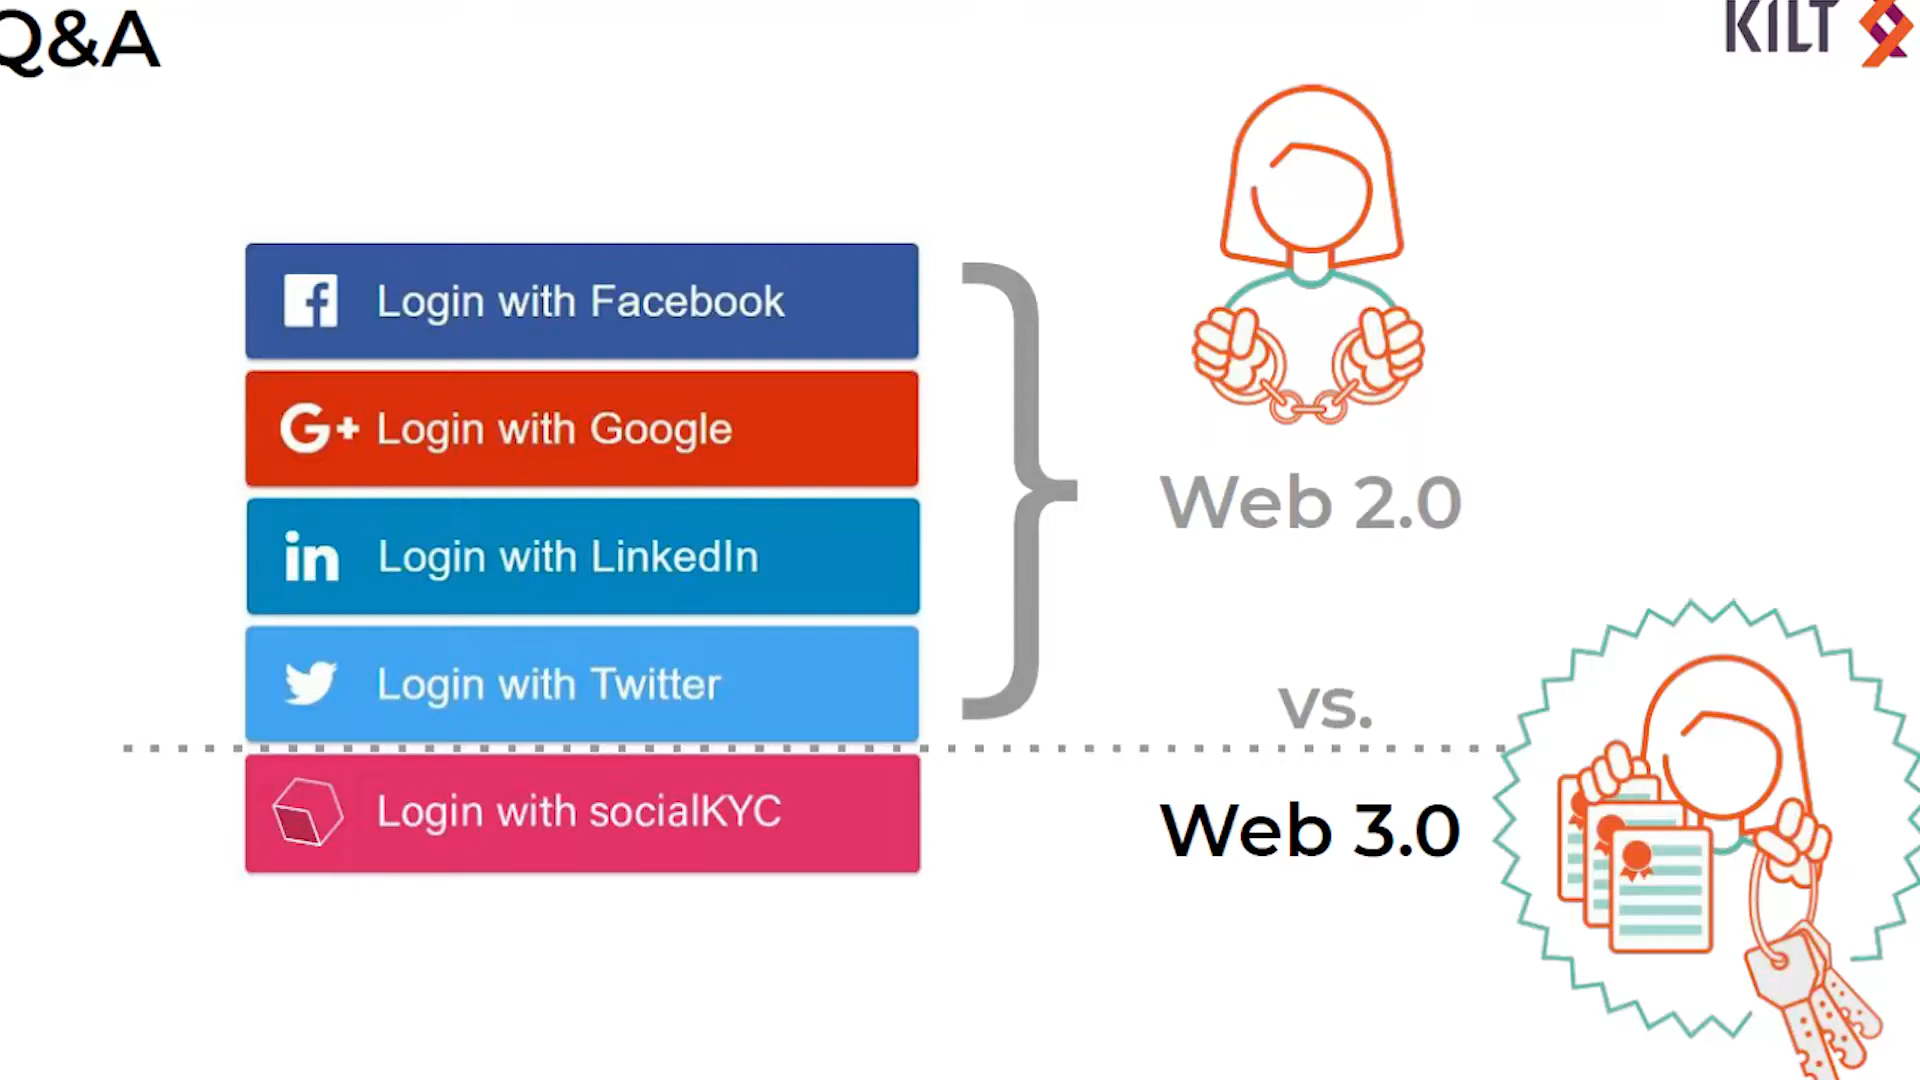 Q&A
KILT
Login with Facebook
G+ Login with Google
in Login with LinkedIn
Login with Twitter
Login with socialKYC
Web 2.0
vs.
Web 3.0